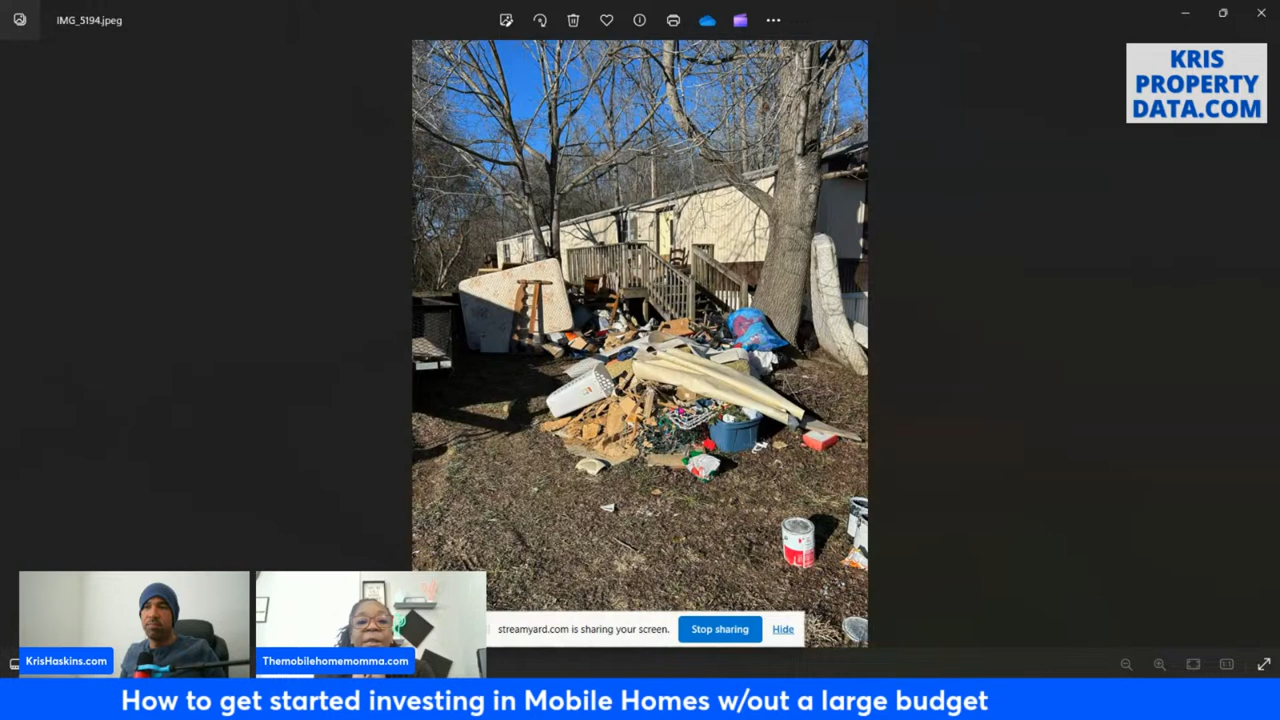 IMG_5194.jpeg
KRIS
PROPERTY
DATA.COM
streamyard.com is sharing your screen.
Stop sharing
Hide
KrisHaskins.com
Themobilehomemomma.com
How to get started investing in Mobile Homes w/out a large budget